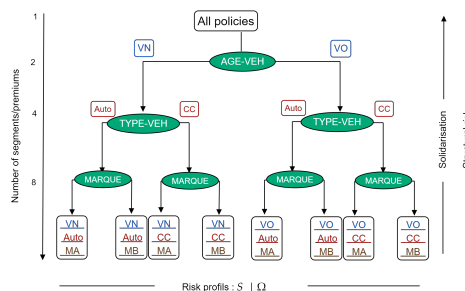 1
All policies
VN
VO
2
AGE-VEH
Auto
CC
Auto
CC
4
TYPE-VEH
TYPE-VEH
8
MARQUE
MARQUE
MARQUE
MARQUE
VN
Auto
MA
VN
Auto
MB
VN
CC
MA
VN
CC
MB
VO
Auto
MA
VO
Auto
MB
VO
CC
MA
VO
CC
MB
Number of segments/premiums
Soldarisation
Risk profils : S | Ω